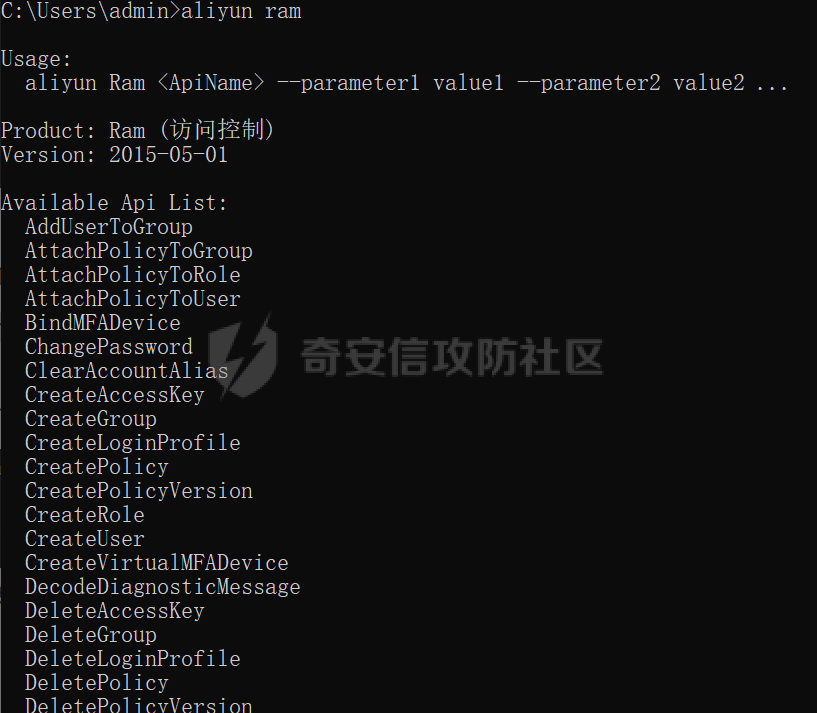 C:\Users\admin>aliyun ram
Usage:
aliyun Ram <ApiName> --parameter1 value1 --parameter2 value2 ...
Product: Ram (访问控制)
Version: 2015-05-01
Available Api List:
AddUserToGroup
AttachPolicyToGroup
AttachPolicyToRole
AttachPolicyToUser
BindMFADevice
ChangePassword
ClearAccountAlias
奇安信攻防社区
CreateAccessKey
CreateGroup
CreateLoginProfile
CreatePolicy
CreatePolicyVersion
CreateRole
CreateUser
CreateVirtualMFADevice
DecodeDiagnosticMessage
DeleteAccessKey
DeleteGroup
DeleteLoginProfile
DeletePolicy
DeletePolicyVersion